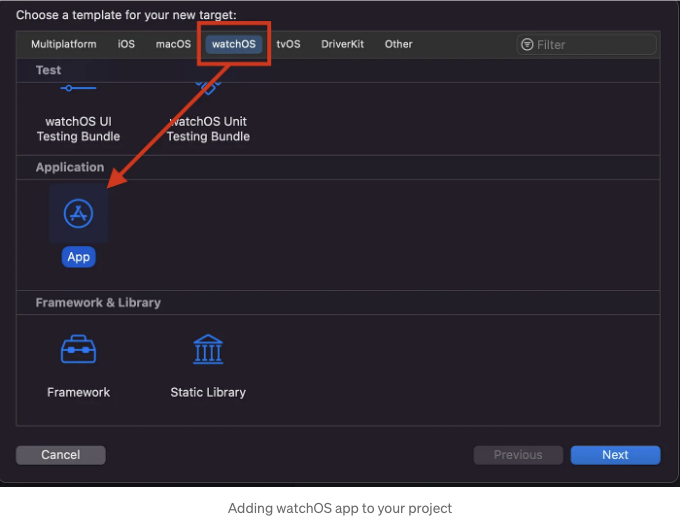 Choose a template for your new target:
Multiplatform iOS macOS watchOS tvOS DriverKit Other Filter
Test
watchOS UI watchOS Unit
Testing Bundle Testing Bundle
Application
App
Framework & Library
Framework Static Library
Cancel Previous Next
Adding watchOS app to your project